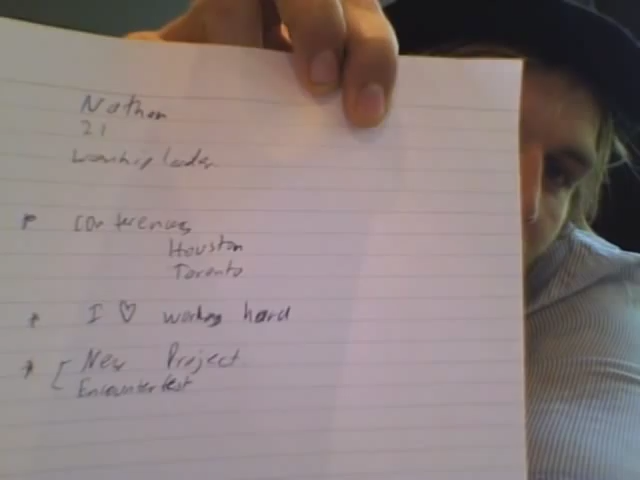 Nathan
21
worship leader
* Conferences
Houston
Toronto
* I ♡ working hard
* [ New Project
Encounterfest